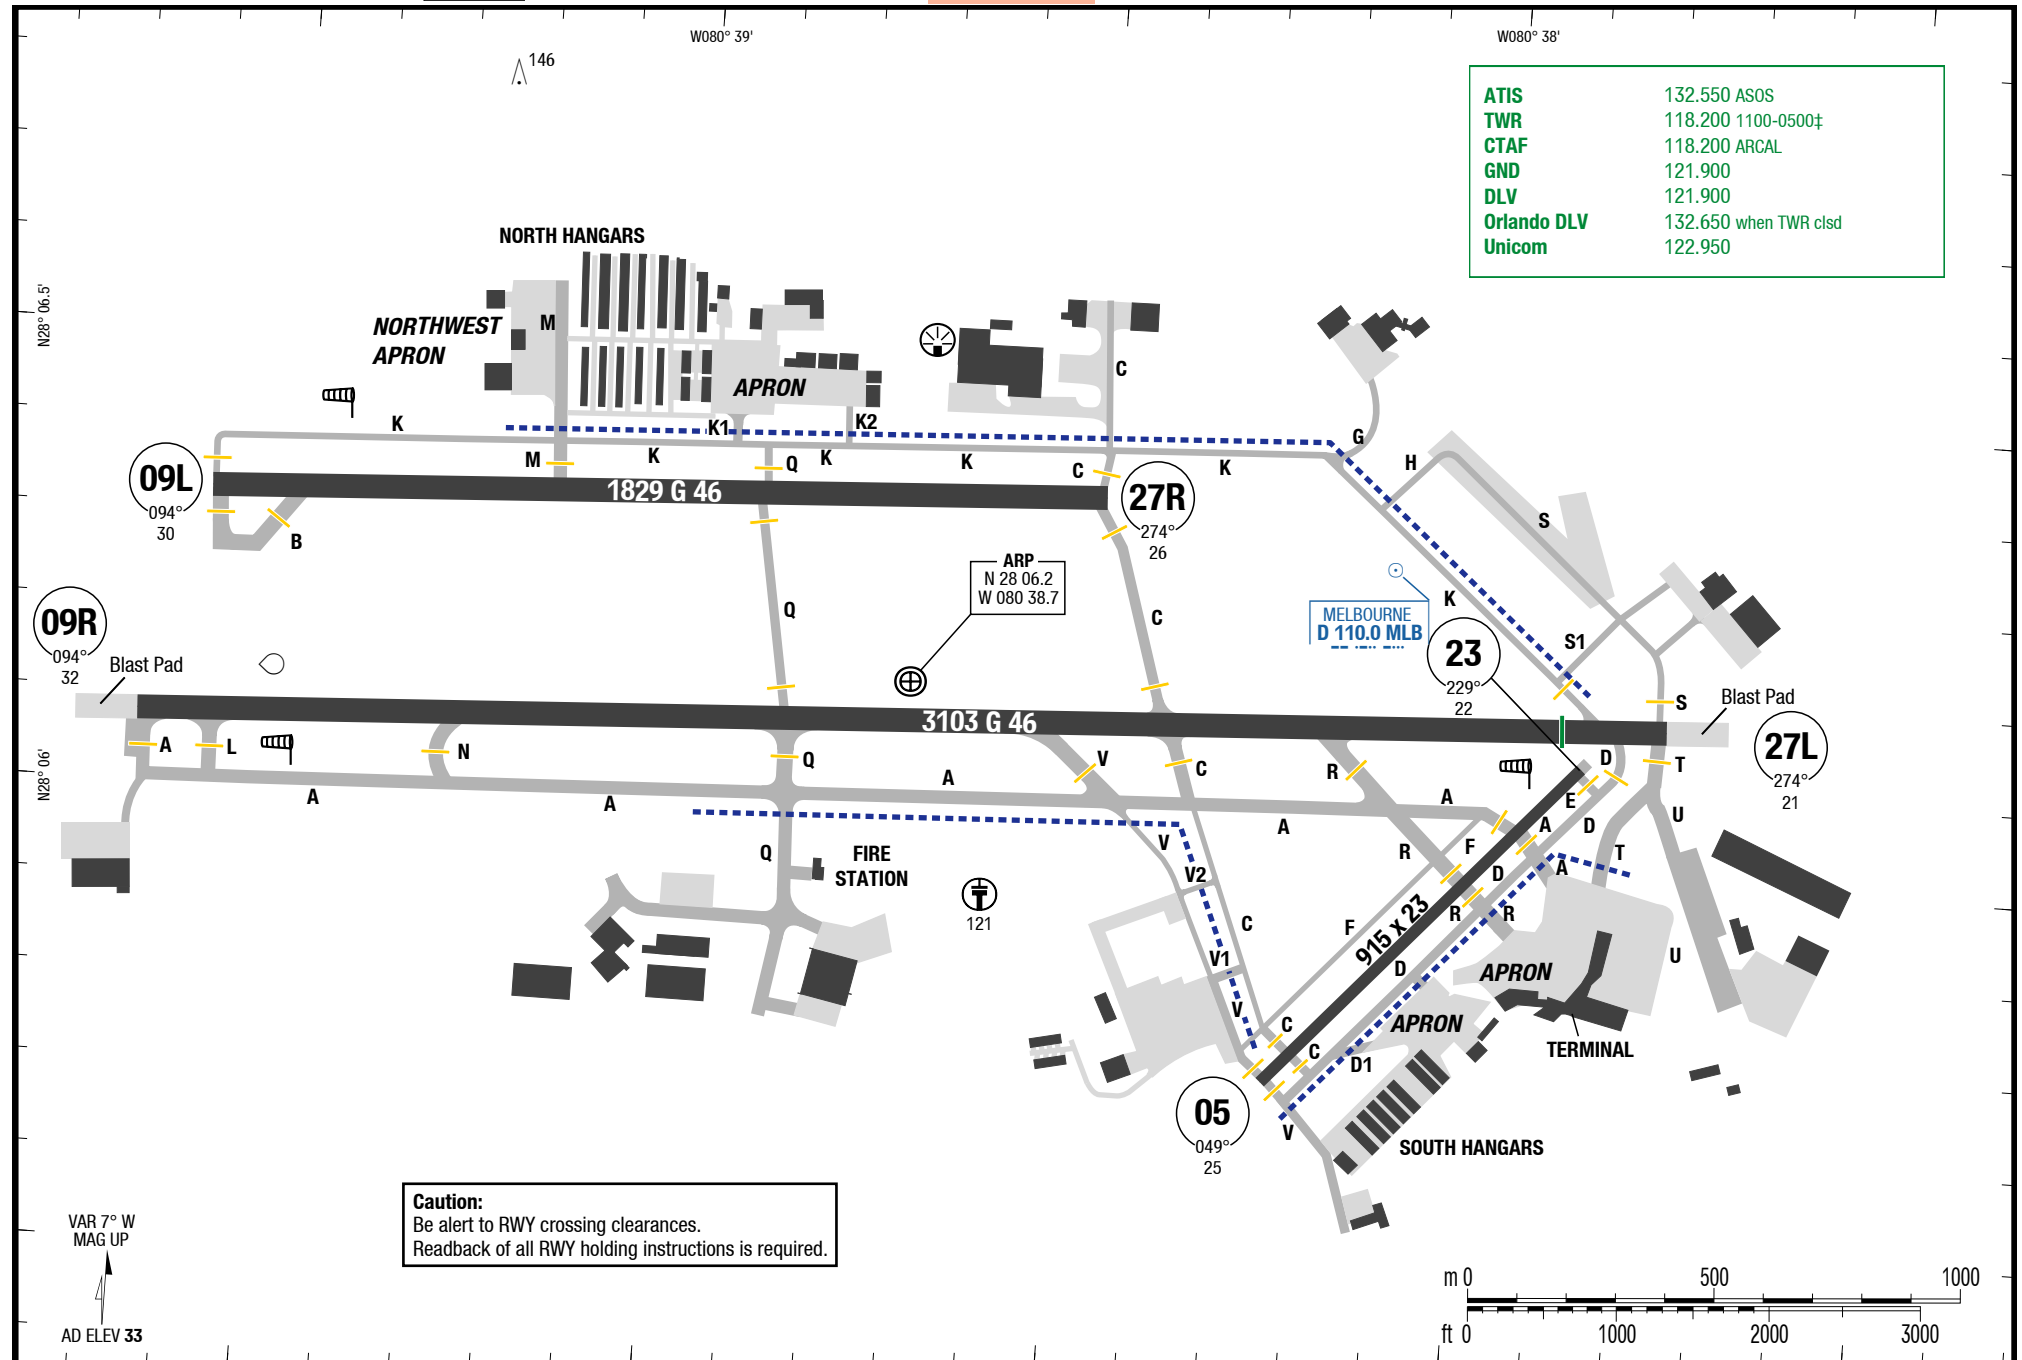 W080° 39'
W080° 38'
146
ATIS 132.550 ASOS
TWR 118.200 1100-0500‡
CTAF 118.200 ARCAL
GND 121.900
DLV 121.900
Orlando DLV 132.650 when TWR clsd
Unicom 122.950
NORTH HANGARS
N28° 06.5'
NORTHWEST
APRON
M
C
APRON
K
K1
K2
G
H
M
K
Q
K
K
C
K
09L
094°
30
1829 G 46
27R
274°
26
S
B
ARP
N 28 06.2
W 080 38.7
Q
C
K
MELBOURNE
D 110.0 MLB
S1
23
229°
22
09R
094°
32
Blast Pad
S
Blast Pad
3103 G 46
27L
274°
21
A
L
N
Q
V
C
R
D
T
N28° 06'
A
A
A
A
A
E
A
D
U
V
Q
FIRE
STATION
R
F
D
A
T
V2
121
C
F
915 x 23
R
R
V1
D
APRON
U
V
C
APRON
C
D1
TERMINAL
05
049°
25
V
SOUTH HANGARS
Caution:
Be alert to RWY crossing clearances.
Readback of all RWY holding instructions is required.
VAR 7° W
MAG UP
AD ELEV 33
m 0 500 1000
ft 0 1000 2000 3000